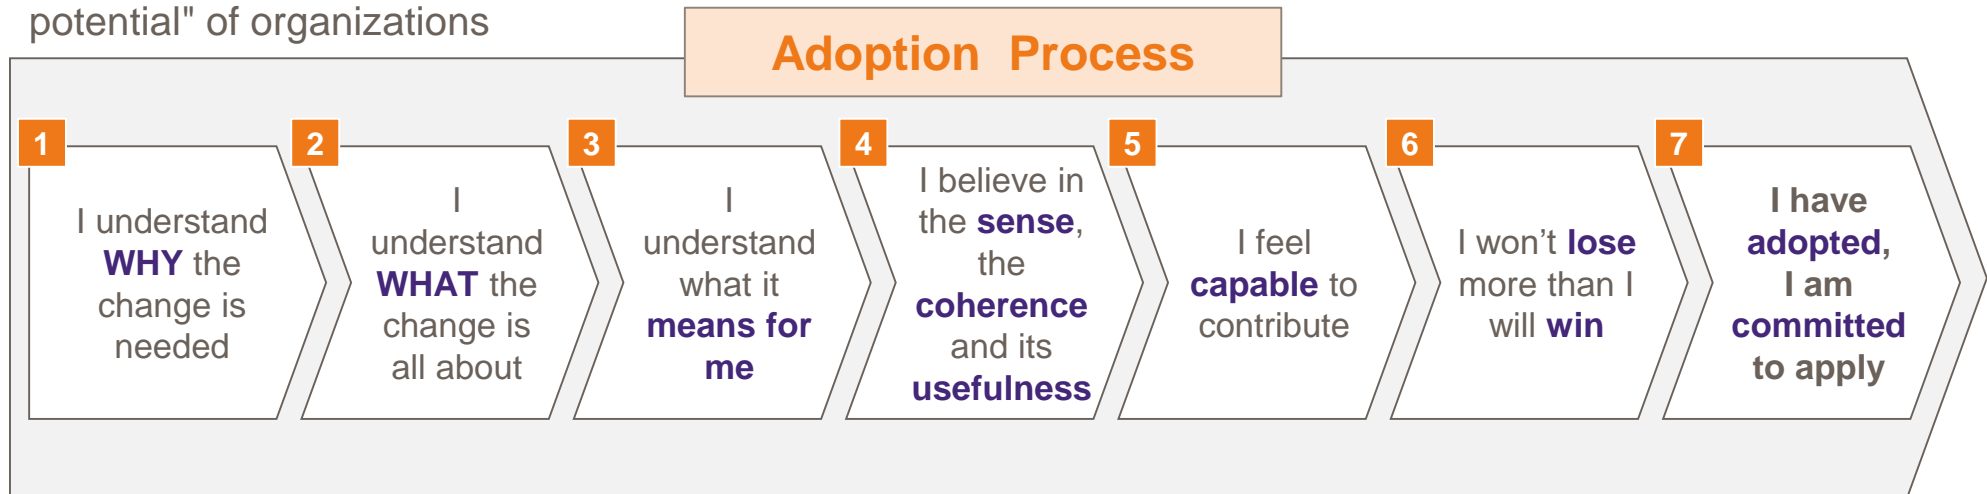 potential" of organizations
Adoption Process
1
I understand
WHY the
change is
needed
2
I
understand
WHAT the
change is
all about
3
I
understand
what it
means for
me
4
I believe in
the sense,
the
coherence
and its
usefulness
5
I feel
capable to
contribute
6
I won’t lose
more than I
will win
7
I have
adopted,
I am
committed
to apply